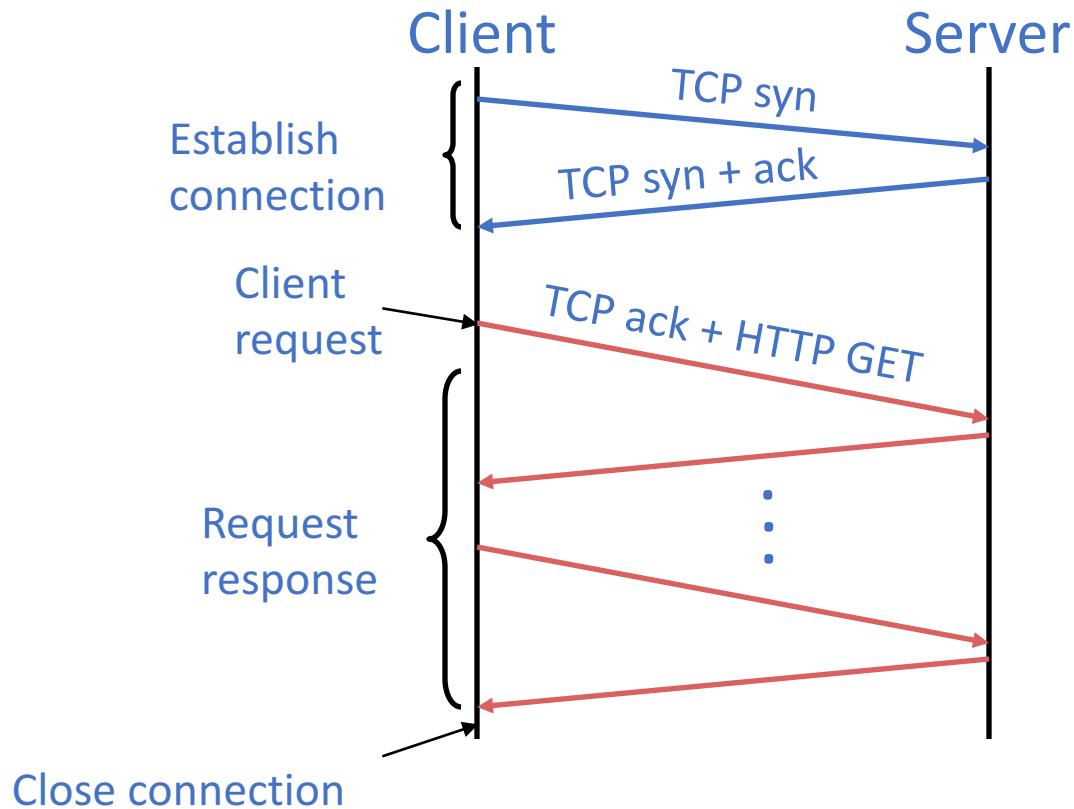 Client
Server
TCP syn
Establish
connection
TCP syn + ack
Client
request
TCP ack + HTTP GET
Request
response
Close connection